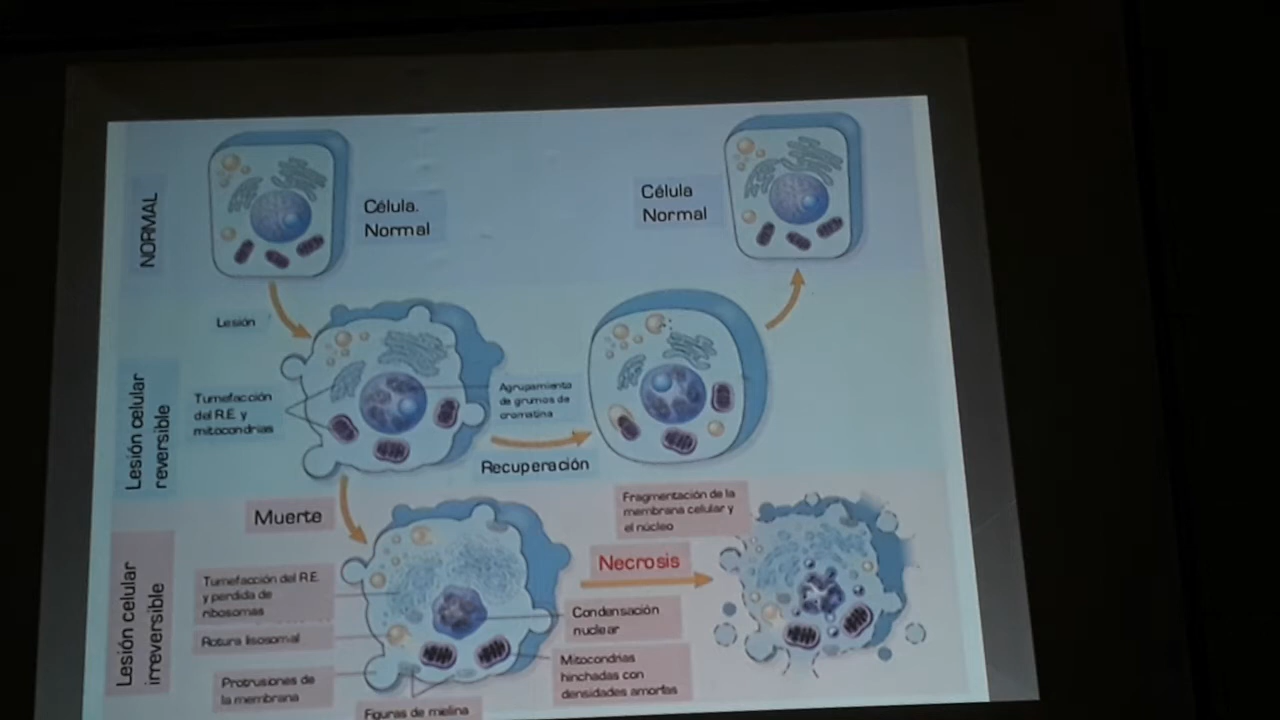 NORMAL
Célula.
Normal
Célula
Normal
Lesión
Lesión celular
reversible
Tumefacción
del R.E. y
mitocondrias
Agrupamiento
de grumos de
cromatina
Recuperación
Muerte
Fragmentación de la
membrana celular y
el núcleo
Necrosis
Lesión celular
irreversible
Tumefacción del R.E.
y perdida de
ribosomas
Rotura lisosomal
Protrusiones de
la membrana
Figuras de mielina
Condensación
nuclear
Mitocondrias
hinchadas con
densidades amorfas